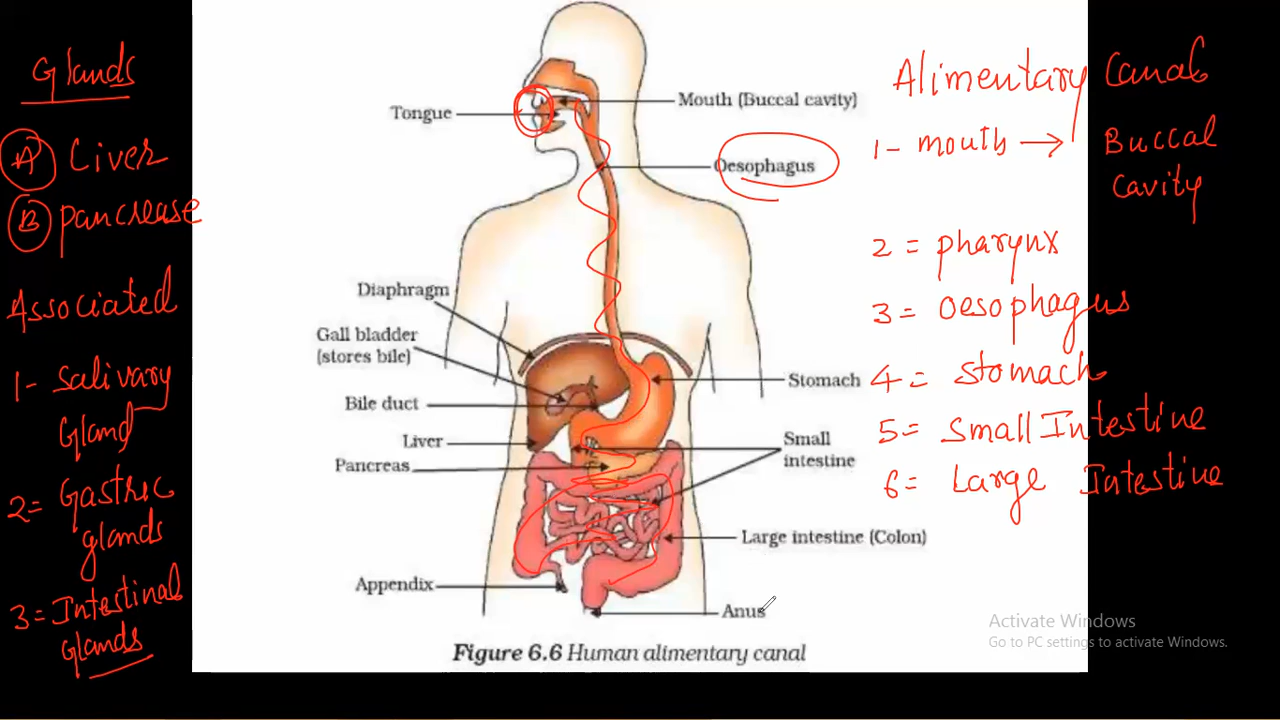 Glands
A Liver
B pancrease
Associated
1- Salivary
Gland
2= Gastric
glands
3= Intestinal
glands
Tongue
Mouth (Buccal cavity)
Oesophagus
Diaphragm
Gall bladder
(stores bile)
Bile duct
Liver
Pancreas
Stomach
Small
intestine
Large intestine (Colon)
Appendix
Anus
Figure 6.6 Human alimentary canal
Alimentary Canal
1- mouth → Buccal
Cavity
2= pharynx
3= Oesophagus
4= Stomach
5= Small Intestine
6= Large Intestine
Activate Windows
Go to PC settings to activate Windows.